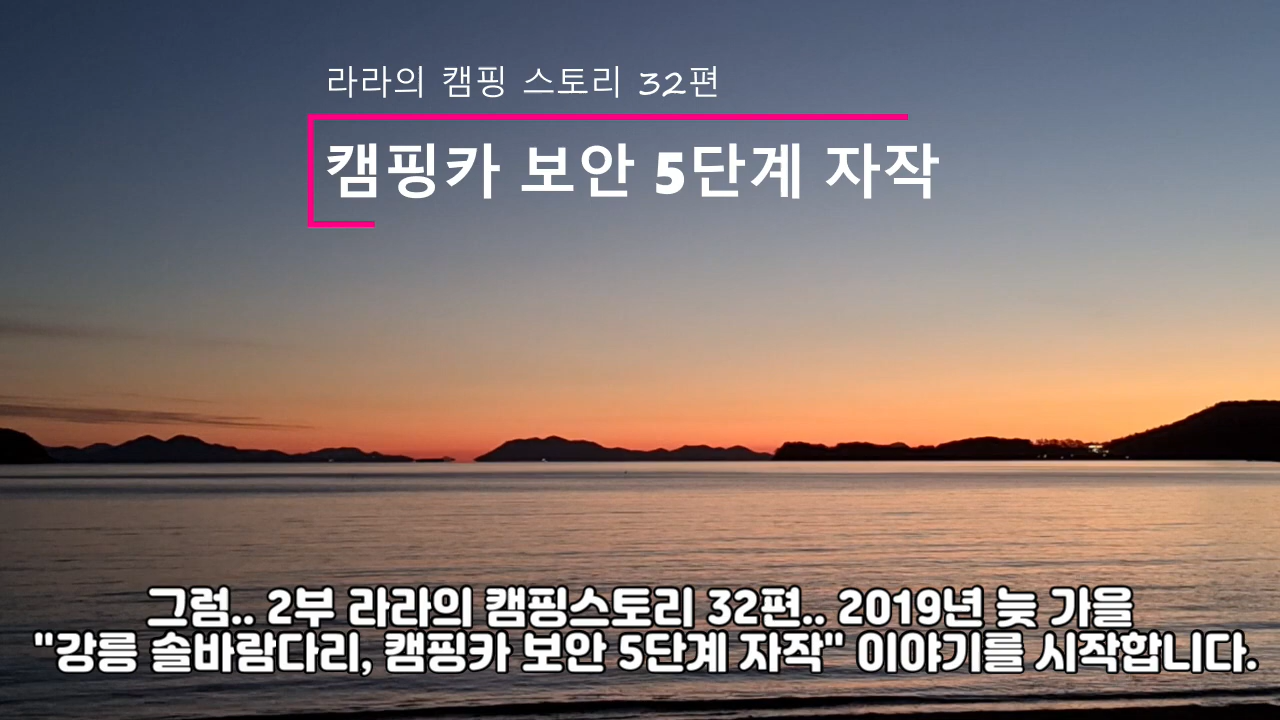 라라의 캠핑 스토리 32편
캠핑카 보안 5단계 자작
그럼.. 2부 라라의 캠핑스토리 32편.. 2019년 늦 가을
"강릉 솔바람다리, 캠핑카 보안 5단계 자작" 이야기를 시작합니다.